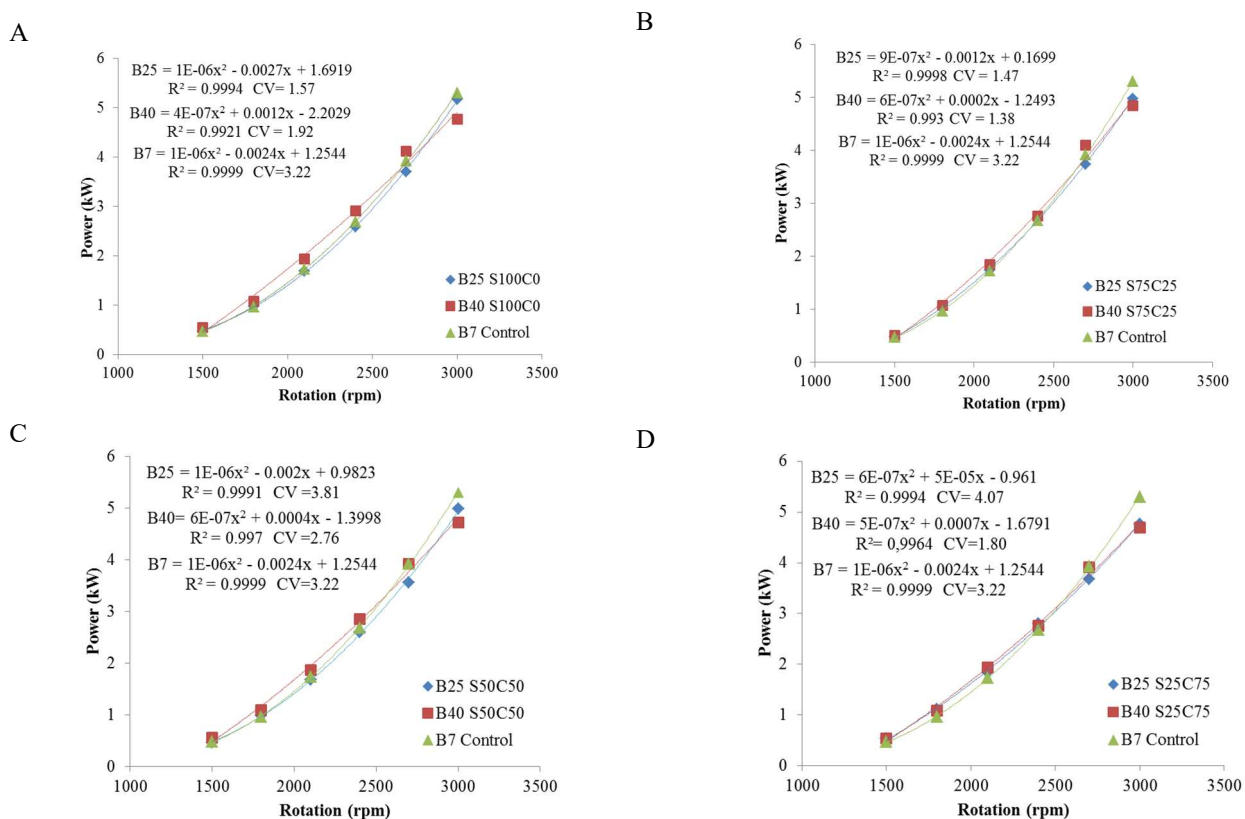 A
B25 = 1E-06x² - 0.0027x + 1.6919
R² = 0.9994 CV = 1.57
B40 = 4E-07x² + 0.0012x - 2.2029
R² = 0.9921 CV = 1.92
B7 = 1E-06x² - 0.0024x + 1.2544
R² = 0.9999 CV=3.22
6
5
4
3
2
1
0
Power (kW)
B25 S100C0
B40 S100C0
B7 Control
1000 1500 2000 2500 3000 3500
Rotation (rpm)
B
B25 = 9E-07x² - 0.0012x + 0.1699
R² = 0.9998 CV = 1.47
B40 = 6E-07x² + 0.0002x - 1.2493
R² = 0.993 CV = 1.38
B7 = 1E-06x² - 0.0024x + 1.2544
R² = 0.9999 CV = 3.22
6
5
4
3
2
1
0
Power (kW)
B25 S75C25
B40 S75C25
B7 Control
1000 1500 2000 2500 3000 3500
Rotation (rpm)
C
B25 = 1E-06x² - 0.002x + 0.9823
R² = 0.9991 CV =3.81
B40= 6E-07x² + 0.0004x - 1.3998
R² = 0.997 CV =2.76
B7 = 1E-06x² - 0.0024x + 1.2544
R² = 0.9999 CV=3.22
6
5
4
3
2
1
0
Power (kW)
B25 S50C50
B40 S50C50
B7 Control
1000 1500 2000 2500 3000 3500
Rotation (rpm)
D
B25 = 6E-07x² + 5E-05x - 0.961
R² = 0.9994 CV = 4.07
B40 = 5E-07x² + 0.0007x - 1.6791
R²= 0,9964 CV=1.80
B7 = 1E-06x² - 0.0024x + 1.2544
R² = 0.9999 CV=3.22
6
5
4
3
2
1
0
Power (kW)
B25 S25C75
B40 S25C75
B7 Control
1000 1500 2000 2500 3000 3500
Rotation (rpm)